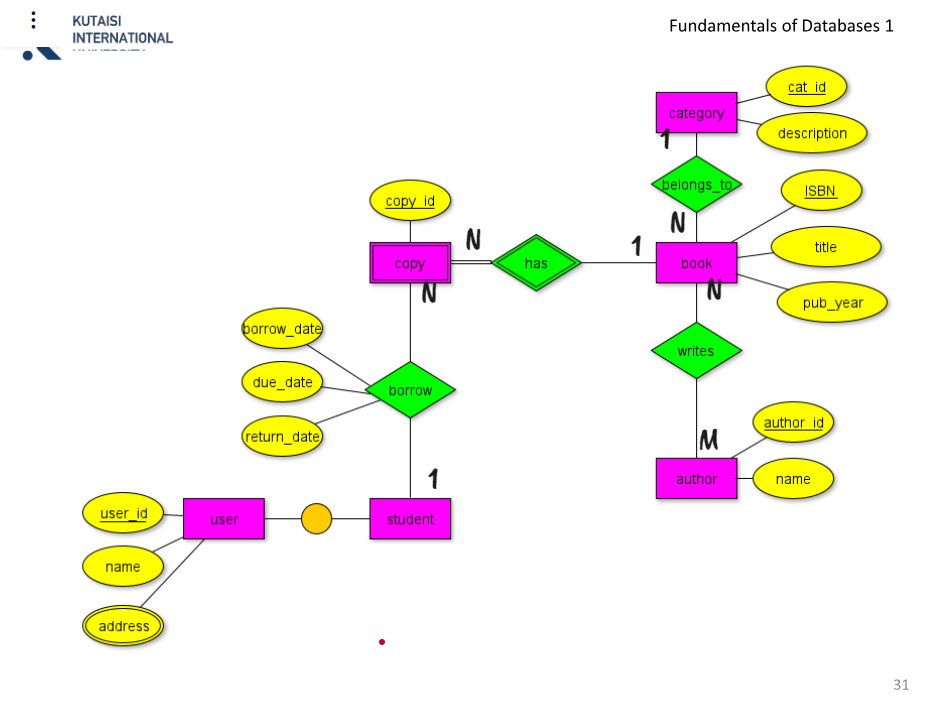 KUTAISI
INTERNATIONAL
Fundamentals of Databases 1
cat_id
category
description
1
belongs_to
ISBN
copy_id
N
N
1
title
copy
has
book
N
N
pub_year
borrow_date
writes
due_date
borrow
author_id
return_date
M
1
author
name
user_id
user
student
name
address
31